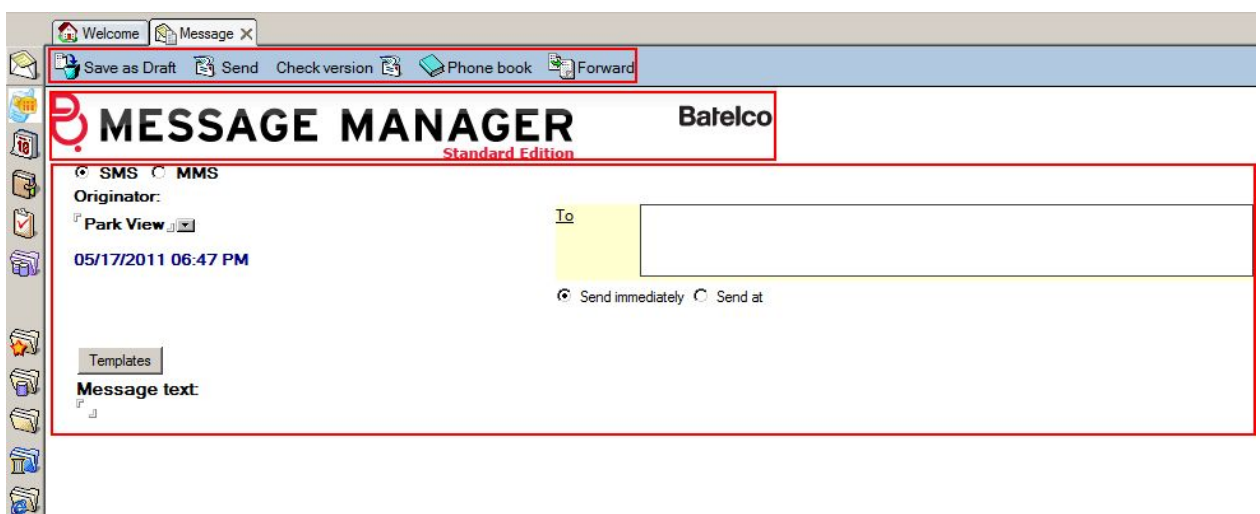 Welcome Message
Save as Draft Send Check version Phone book Forward
MESSAGE MANAGER Batelco
Standard Edition
SMS MMS
Originator:
Park View
To
05/17/2011 06:47 PM
Send immediately Send at
Templates
Message text:
18